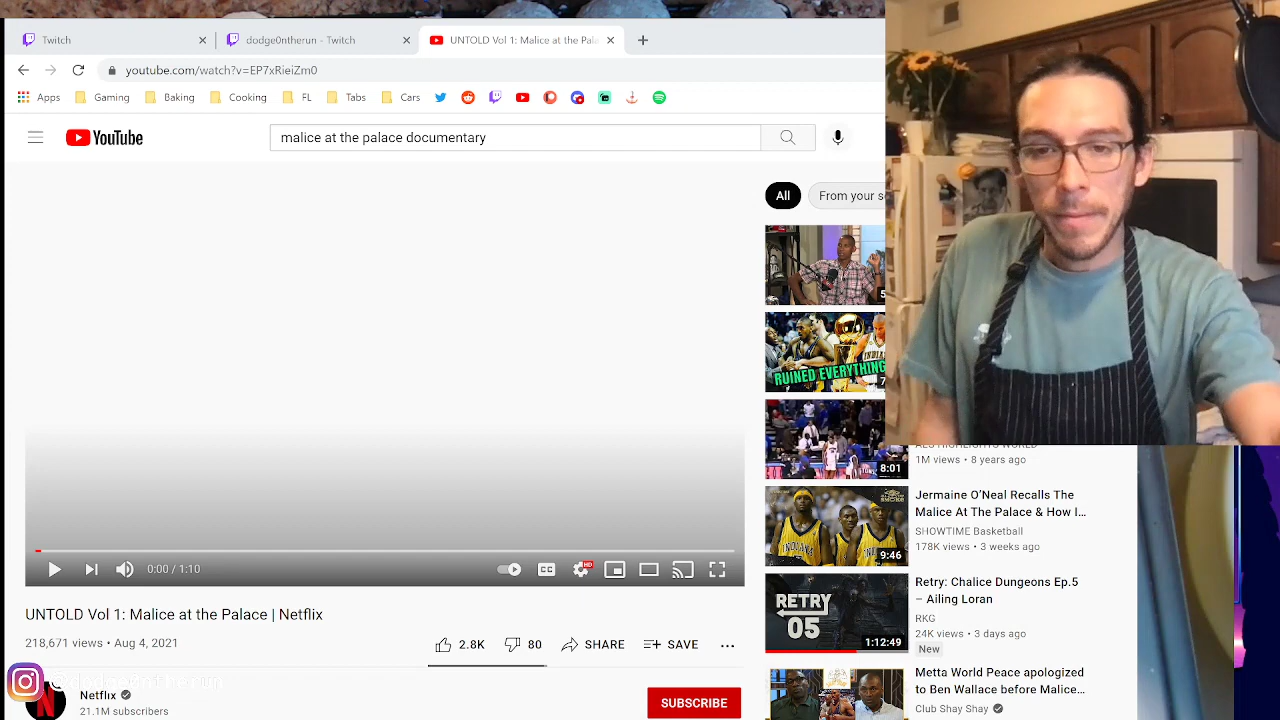 Twitch
dodge0ntherun - Twitch
UNTOLD Vol 1: Malice at the Pala
youtube.com/watch?v=EP7xRieiZm0
Apps
Gaming
Baking
Cooking
FL
Tabs
Cars
YouTube
malice at the palace documentary
All
From your s
RUINED EVERYTHING
8:01
1M views • 8 years ago
INDIANA
9:46
Jermaine O'Neal Recalls The
Malice At The Palace & How I...
SHOWTIME Basketball
178K views • 3 weeks ago
RETRY
05
1:12:49
Retry: Chalice Dungeons Ep.5
– Ailing Loran
RKG
24K views • 3 days ago
New
Metta World Peace apologized
to Ben Wallace before Malice...
Club Shay Shay
0:00 / 1:10
CC
HD
UNTOLD Vol 1: Malice at the Palace | Netflix
218,671 views
2.8K
80
SHARE
SAVE
Netflix
21.1M subscribers
SUBSCRIBE